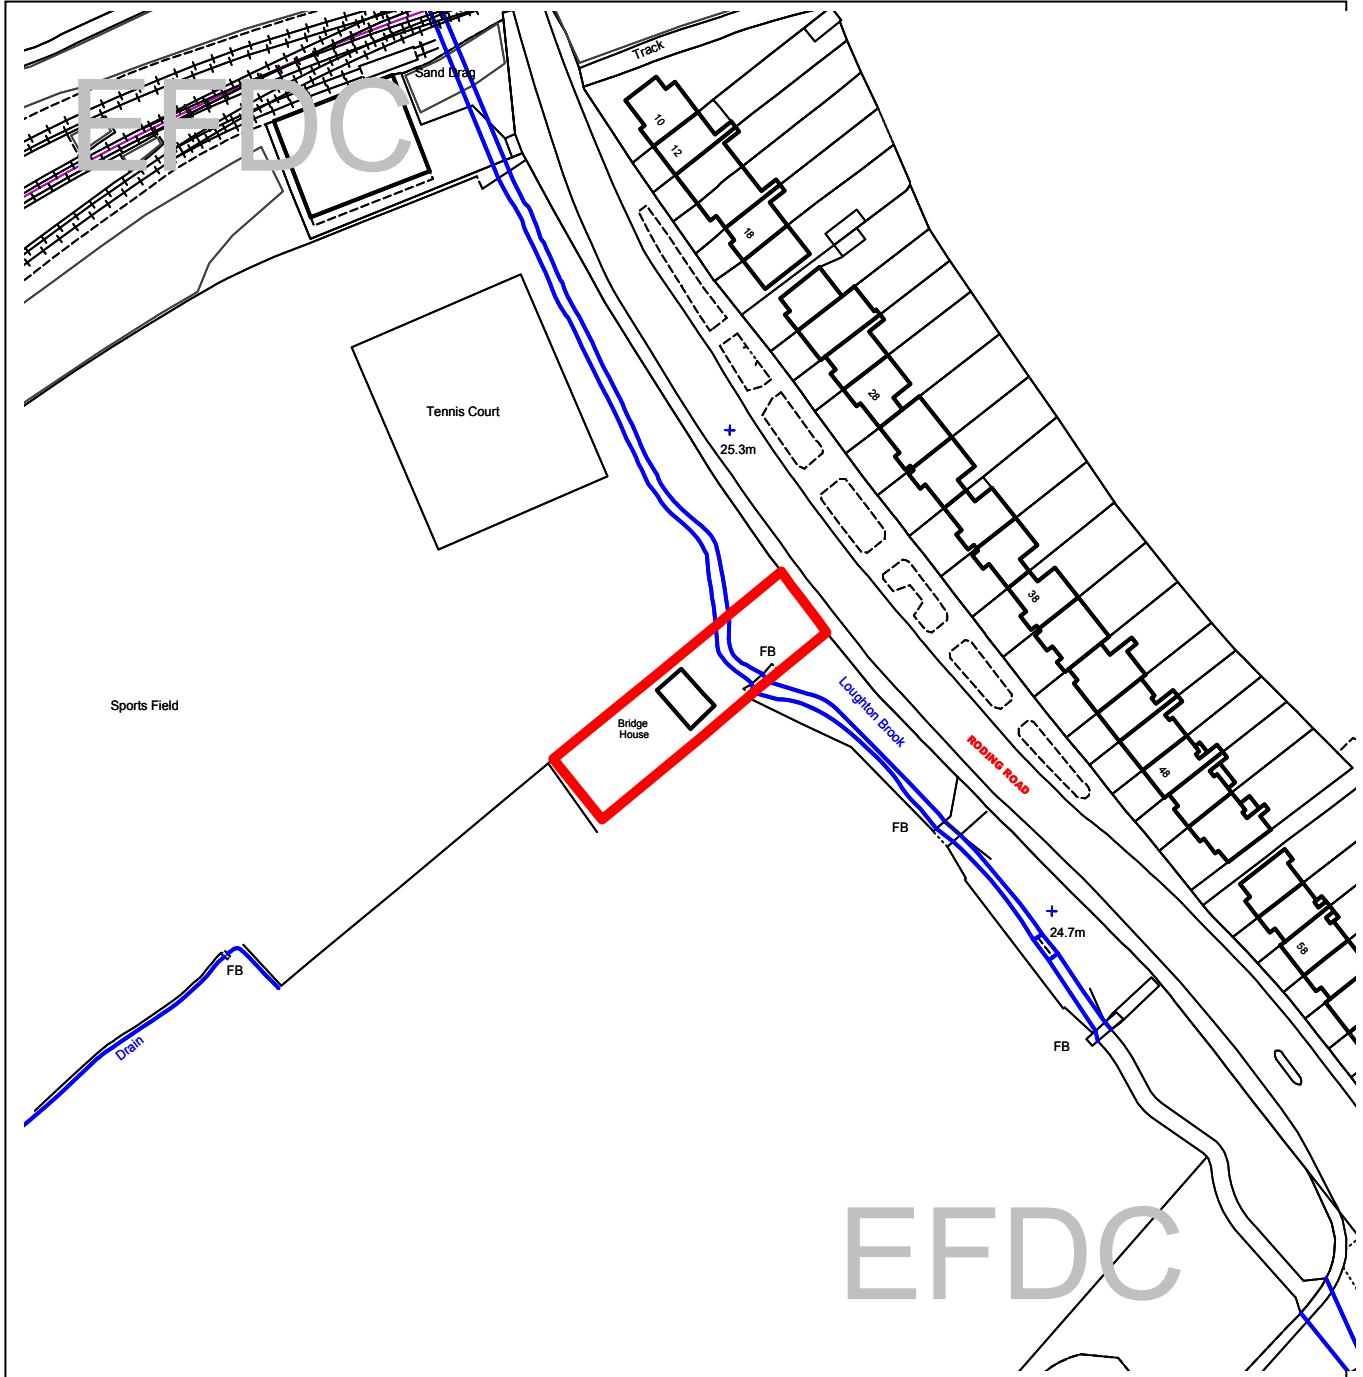 Track
Sand Drag
EFDC
10
12
18
28
Tennis Court
25.3m
38
FB
Loughton Brook
Sports Field
Bridge
House
RODING ROAD
48
FB
24.7m
58
FB
Drain
FB
EFDC